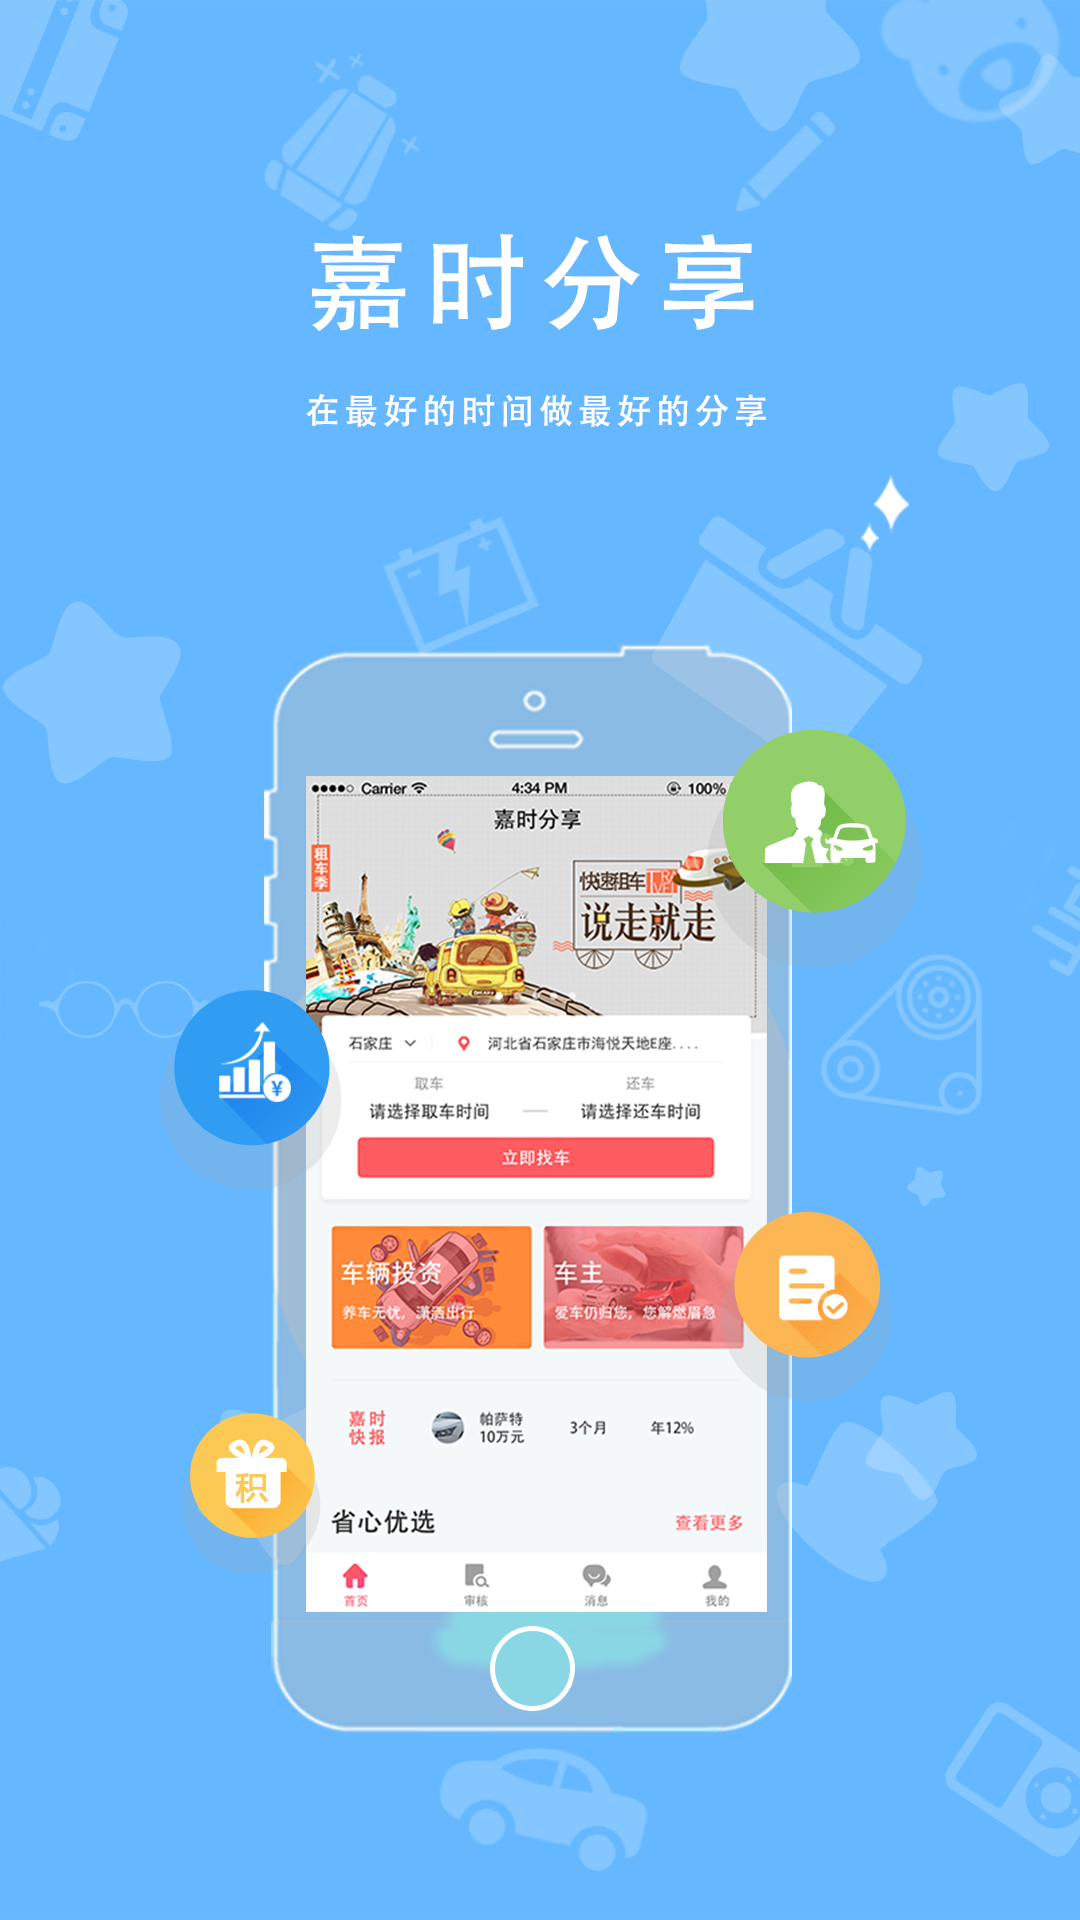 嘉时分享
在最好的时间做最好的分享
Carrier 4:34 PM 100%
嘉时分享
租车季
快速租车 TRAVEL
说走就走
石家庄 河北省石家庄市海悦天地E座....
取车 还车
请选择取车时间 请选择还车时间
立即找车
车辆投资 车主
养车无忧，潇洒出行 爱车仍归您，您解燃眉急
嘉时快报 帕萨特 10万元 3个月 年12%
积
省心优选 查看更多
首页 审核 消息 我的